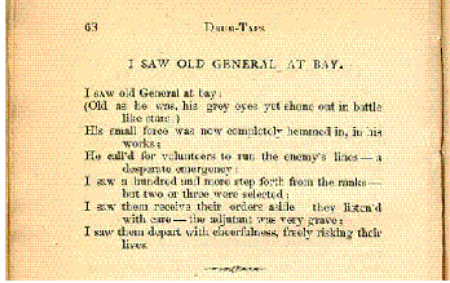 63 DRUM-TAPS
I SAW OLD GENERAL AT BAY.
I SAW old General at bay;
(Old as he was, his grey eyes yet shone out in battle
like stars;)
His small force was now completely hemmed in, in his
works;
He call'd for volunteers to run the enemy's lines — a
desperate emergency;
I saw a hundred and more step forth from the ranks —
but two or three were selected;
I saw them receive their orders aside — they listen'd
with care — the adjutant was very grave;
I saw them depart with cheerfulness, freely risking their
lives.